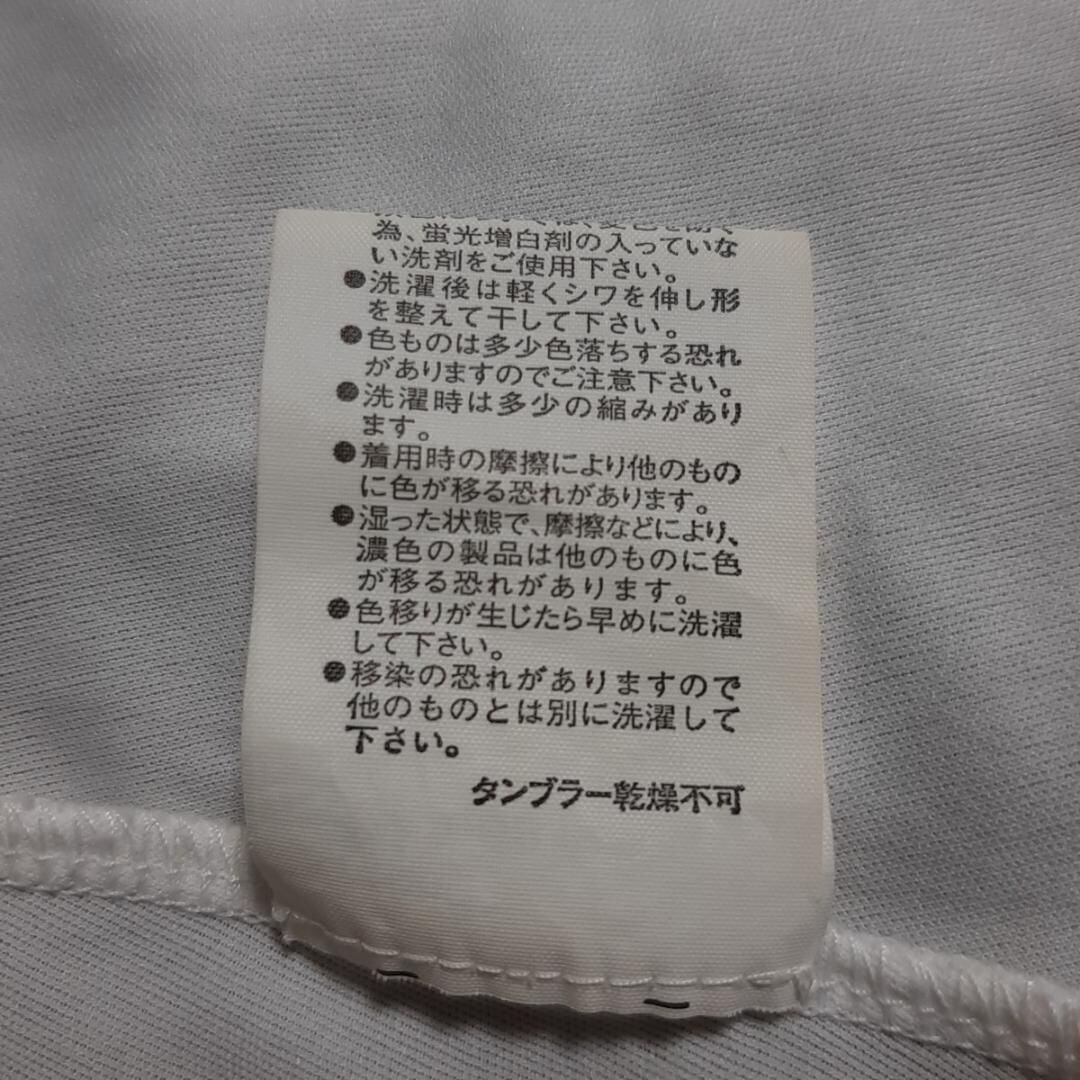 為、蛍光増白剤の入っていな
い洗剤をご使用下さい。
●洗濯後は軽くシワを伸し形
を整えて干して下さい。
●色ものは多少色落ちする恐れ
がありますのでご注意下さい。
●洗濯時は多少の縮みがあり
ます。
●着用時の摩擦により他のもの
に色が移る恐れがあります。
●湿った状態で、摩擦などにより、
濃色の製品は他のものに色
が移る恐れがあります。
●色移りが生じたら早めに洗濯
して下さい。
●移染の恐れがありますので
他のものとは別に洗濯して
下さい。
タンブラー乾燥不可